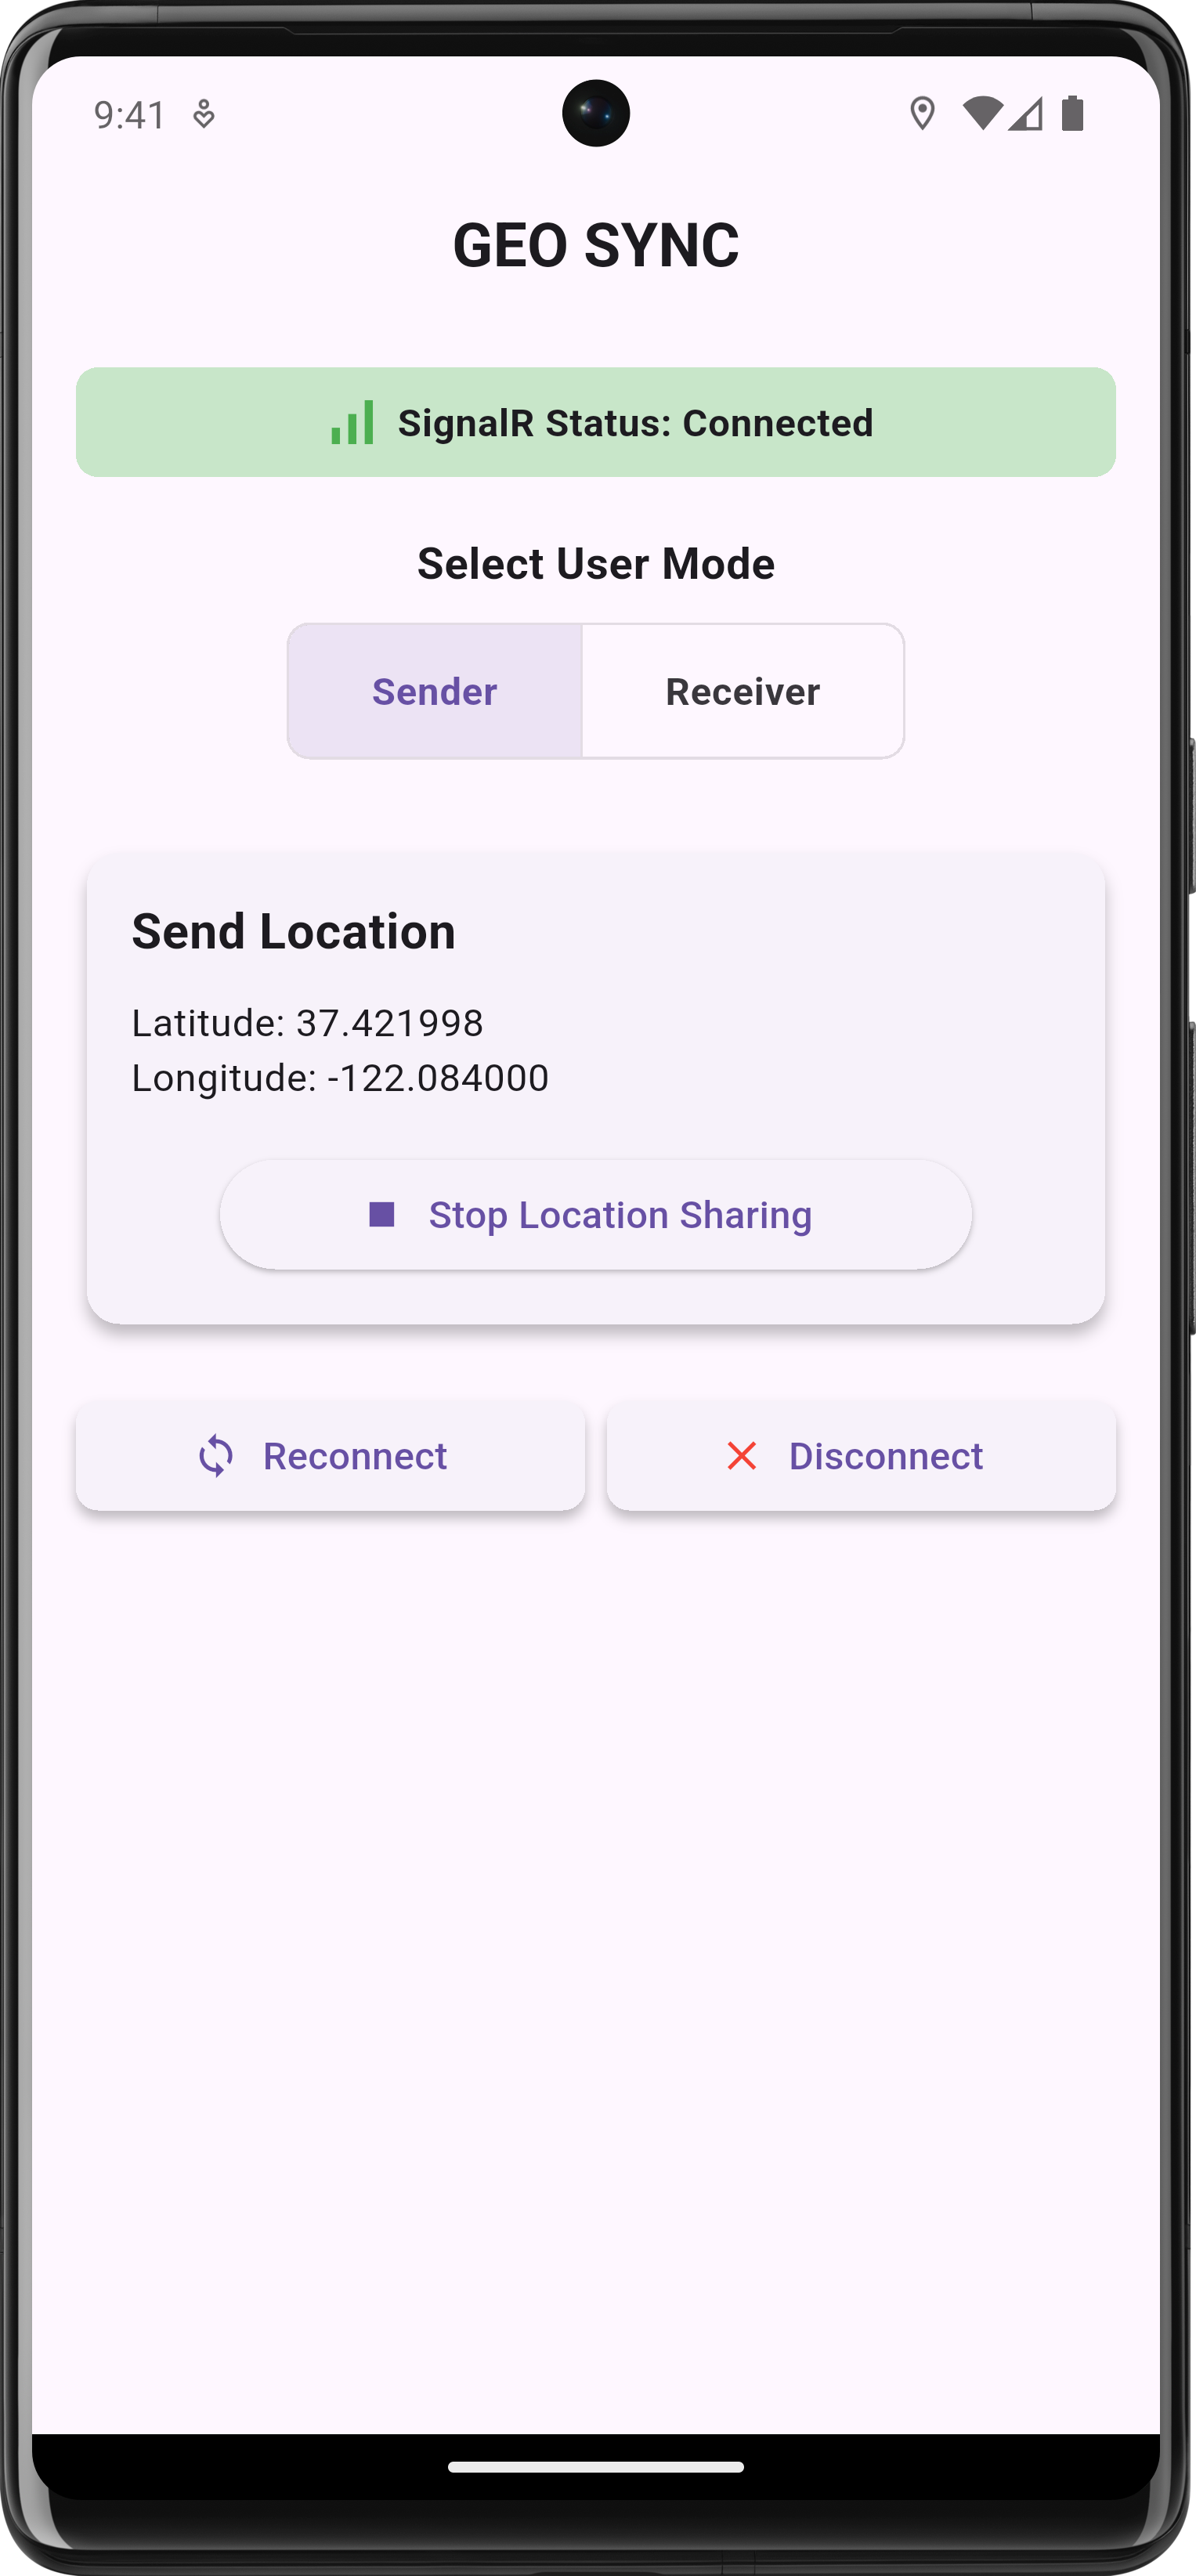 9:41
GEO SYNC
SignalR Status: Connected
Select User Mode
Sender
Receiver
Send Location
Latitude: 37.421998
Longitude: -122.084000
Stop Location Sharing
Reconnect
Disconnect